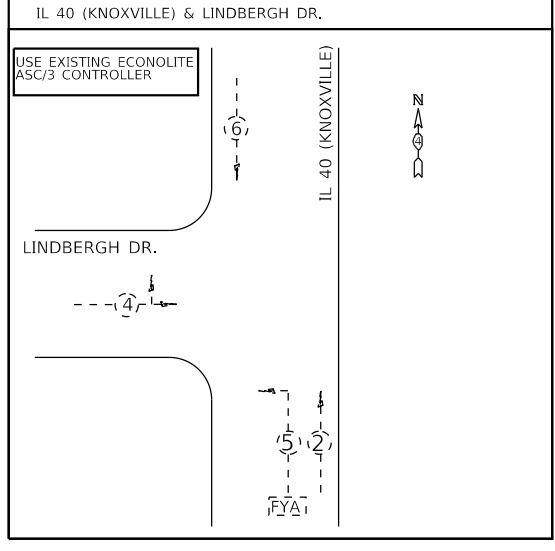 IL 40 (KNOXVILLE) & LINDBERGH DR.
USE EXISTING ECONOLITE
ASC/3 CONTROLLER
6
IL 40 (KNOXVILLE)
N
4
LINDBERGH DR.
4
5
2
FYA